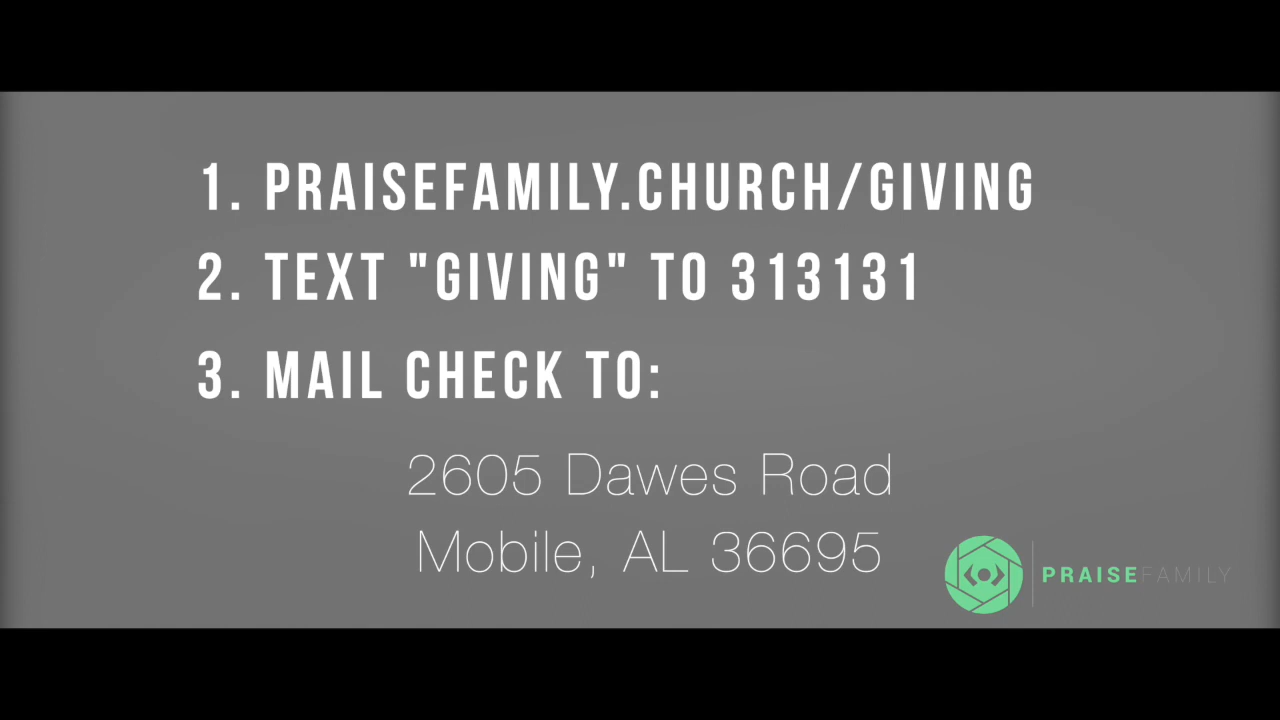 1. PRAISEFAMILY.CHURCH/GIVING
2. TEXT "GIVING" TO 313131
3. MAIL CHECK TO:
2605 Dawes Road
Mobile, AL 36695
PRAISEFAMILY